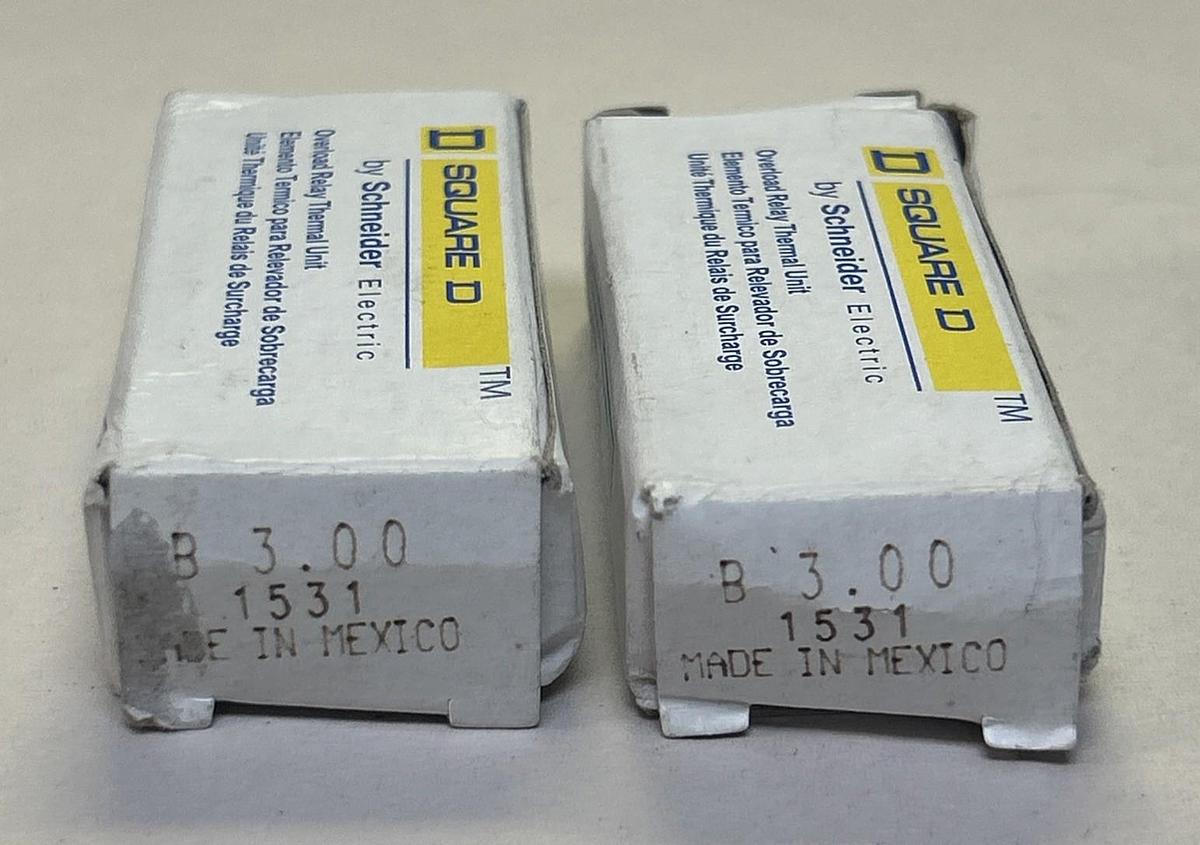 D SQUARE D ™
by Schneider Electric
Overload Relay Thermal Unit
Elemento Termico para Relevador de Sobrecarga
Unité Thermique du Relais de Surcharge
B 3.00
1531
IN MEXICO
D SQUARE D ™
by Schneider Electric
Overload Relay Thermal Unit
Elemento Termico para Relevador de Sobrecarga
Unité Thermique du Relais de Surcharge
B 3.00
1531
MADE IN MEXICO